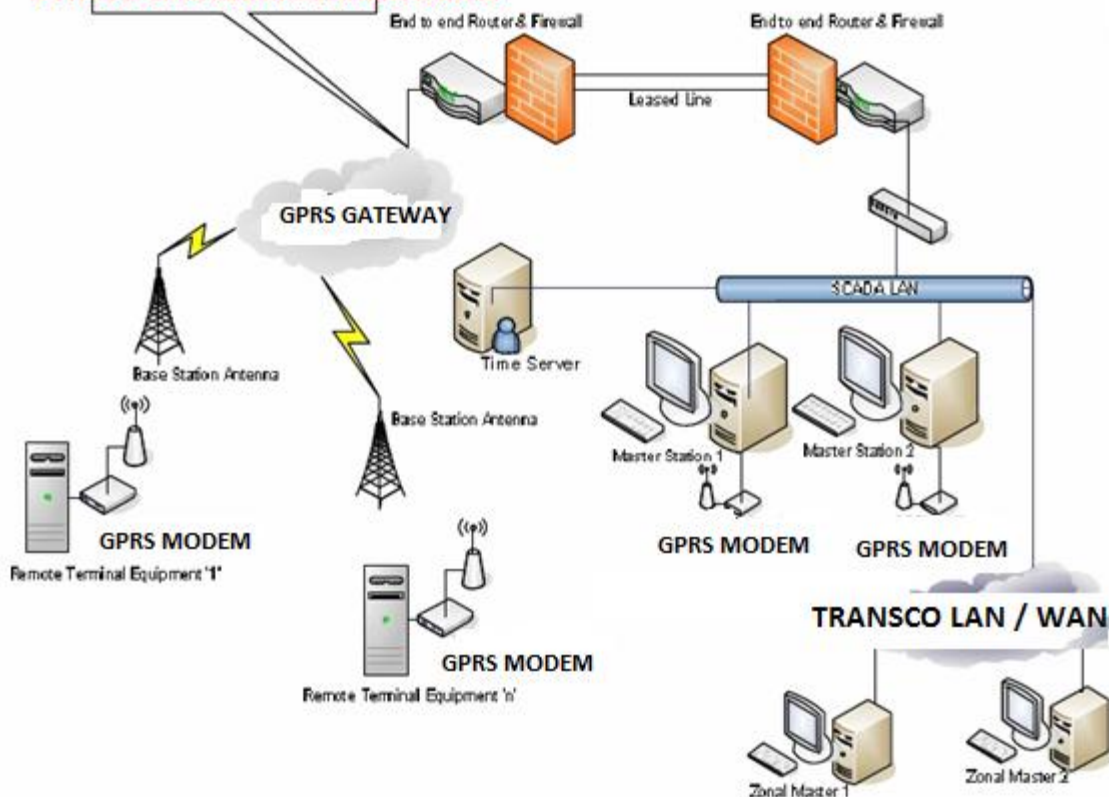 End to end Router & Firewall
End to end Router & Firewall
Leased Line
GPRS GATEWAY
SCADA LAN
Time Server
Base Station Antenna
Base Station Antenna
Master Station 1
Master Station 2
GPRS MODEM
GPRS MODEM
GPRS MODEM
Remote Terminal Equipment '1'
TRANSCO LAN / WAN
GPRS MODEM
Remote Terminal Equipment 'n'
Zonal Master 1
Zonal Master 2